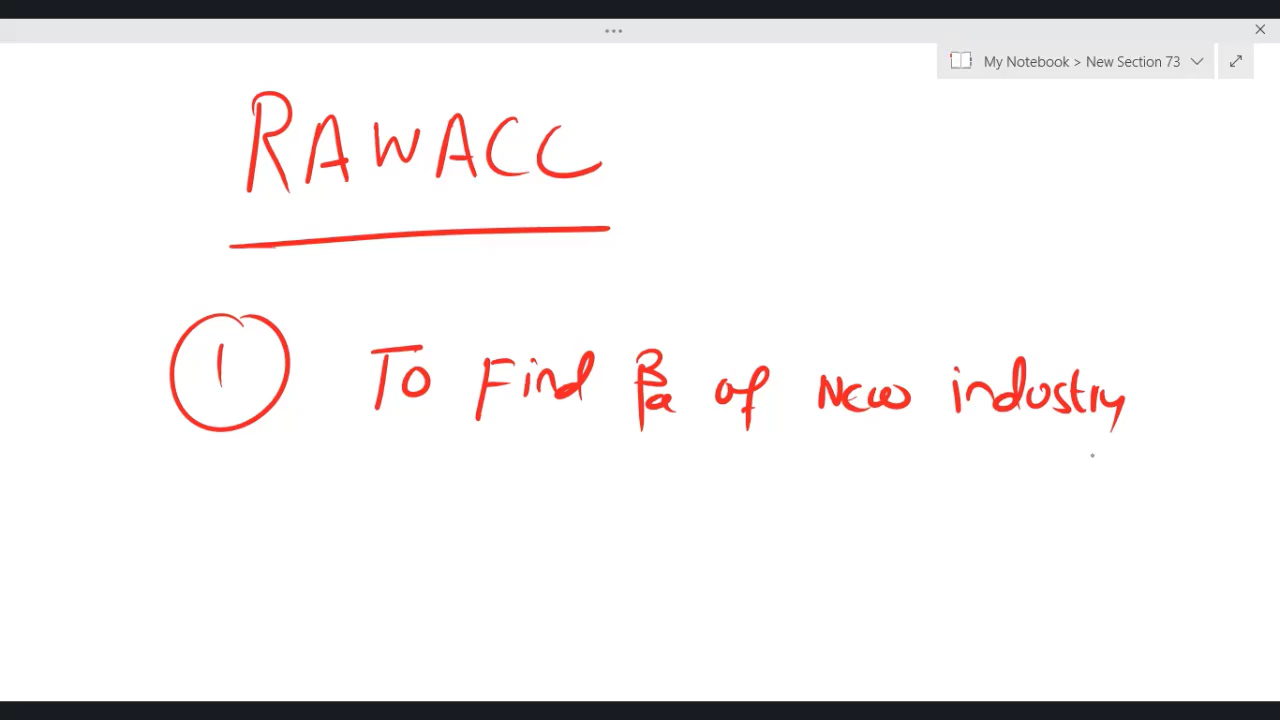 My Notebook > New Section 73
RAWACC
1 To Find βa of New industry